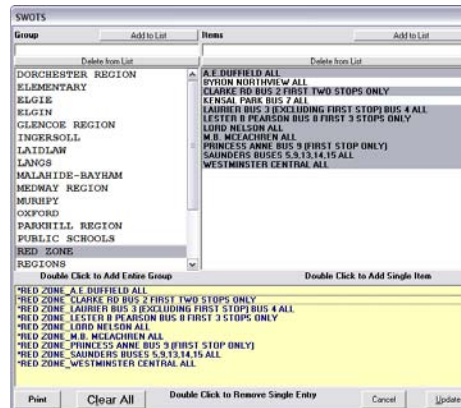 SWOTS
Group
Add to List
Items
Add to List
Delete from List
Delete from List
DORCHESTER REGION
ELEMENTARY
ELGIE
ELGIN
GLENCOE REGION
INGERSOLL
LAIDLAW
LANGS
MALAHIDE-BAYHAM
MEDWAY REGION
MURHPY
OXFORD
PARKHILL REGION
PUBLIC SCHOOLS
RED ZONE
REGIONS
A.E.DUFFIELD ALL
BYRON NORTHVIEW ALL
CLARKE RD BUS 2 FIRST TWO STOPS ONLY
KENSAL PARK BUS 7 ALL
LAURIER BUS 3 (EXCLUDING FIRST STOP) BUS 4 ALL
LESTER B PEARSON BUS 8 FIRST 3 STOPS ONLY
LORD NELSON ALL
M.B. MCEACHREN ALL
PRINCESS ANNE BUS 9 (FIRST STOP ONLY)
SAUNDERS BUSES 5,9,13,14,15 ALL
WESTMINSTER CENTRAL ALL
Double Click to Add Entire Group
Double Click to Add Single Item
*RED ZONE_A.E.DUFFIELD ALL
*RED ZONE_CLARKE RD BUS 2 FIRST TWO STOPS ONLY
*RED ZONE_LAURIER BUS 3 (EXCLUDING FIRST STOP) BUS 4 ALL
*RED ZONE_LESTER B PEARSON BUS 8 FIRST 3 STOPS ONLY
*RED ZONE_LORD NELSON ALL
*RED ZONE_M.B. MCEACHREN ALL
*RED ZONE_PRINCESS ANNE BUS 9 (FIRST STOP ONLY)
*RED ZONE_SAUNDERS BUSES 5,9,13,14,15 ALL
*RED ZONE_WESTMINSTER CENTRAL ALL
Print
Clear All
Double Click to Remove Single Entry
Cancel
Update